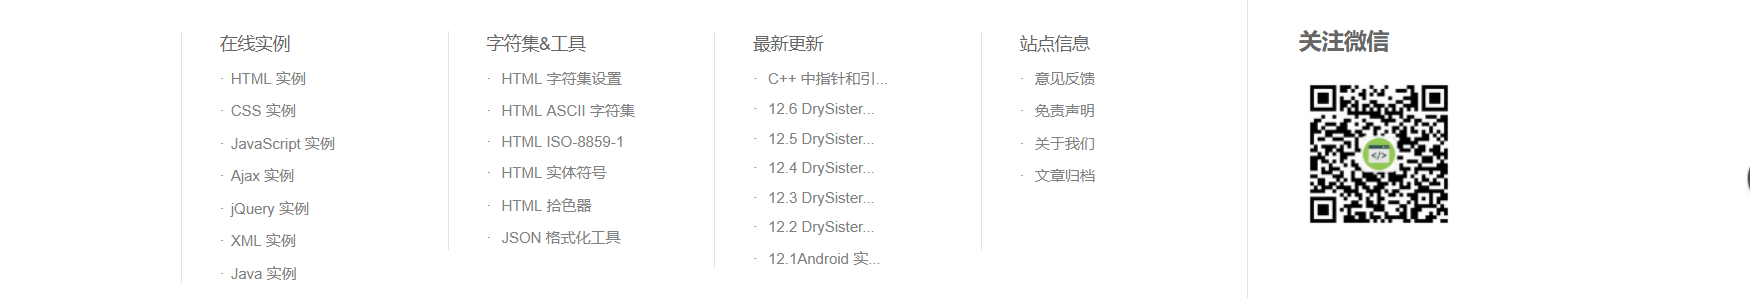 在线实例
· HTML 实例
· CSS 实例
· JavaScript 实例
· Ajax 实例
· jQuery 实例
· XML 实例
· Java 实例
字符集&工具
· HTML 字符集设置
· HTML ASCII 字符集
· HTML ISO-8859-1
· HTML 实体符号
· HTML 拾色器
· JSON 格式化工具
最新更新
· C++ 中指针和引...
· 12.6 DrySister...
· 12.5 DrySister...
· 12.4 DrySister...
· 12.3 DrySister...
· 12.2 DrySister...
· 12.1Android 实...
站点信息
· 意见反馈
· 免责声明
· 关于我们
· 文章归档
关注微信
</>